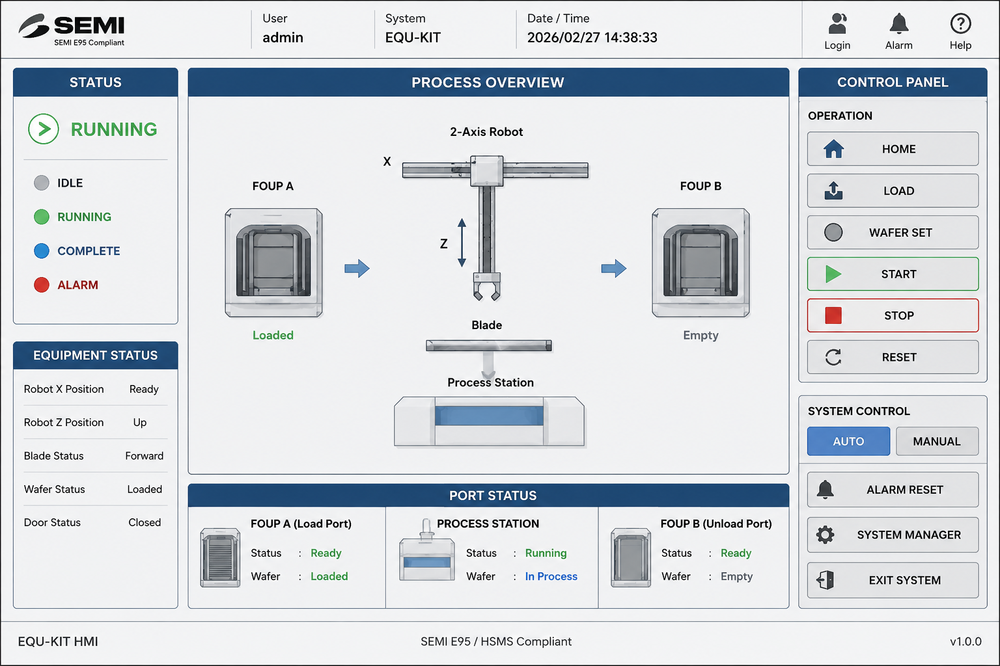 SEMI
SEMI E95 Compliant
User
admin
System
EQU-KIT
Date / Time
2026/02/27 14:38:33
Login
Alarm
Help
STATUS
RUNNING
IDLE
RUNNING
COMPLETE
ALARM
EQUIPMENT STATUS
Robot X Position Ready
Robot Z Position Up
Blade Status Forward
Wafer Status Loaded
Door Status Closed
PROCESS OVERVIEW
2-Axis Robot
X
FOUP A
FOUP B
Z
Blade
Loaded
Empty
Process Station
PORT STATUS
FOUP A (Load Port)
Status : Ready
Wafer : Loaded
PROCESS STATION
Status : Running
Wafer : In Process
FOUP B (Unload Port)
Status : Ready
Wafer : Empty
CONTROL PANEL
OPERATION
HOME
LOAD
WAFER SET
START
STOP
RESET
SYSTEM CONTROL
AUTO
MANUAL
ALARM RESET
SYSTEM MANAGER
EXIT SYSTEM
EQU-KIT HMI
SEMI E95 / HSMS Compliant
v1.0.0